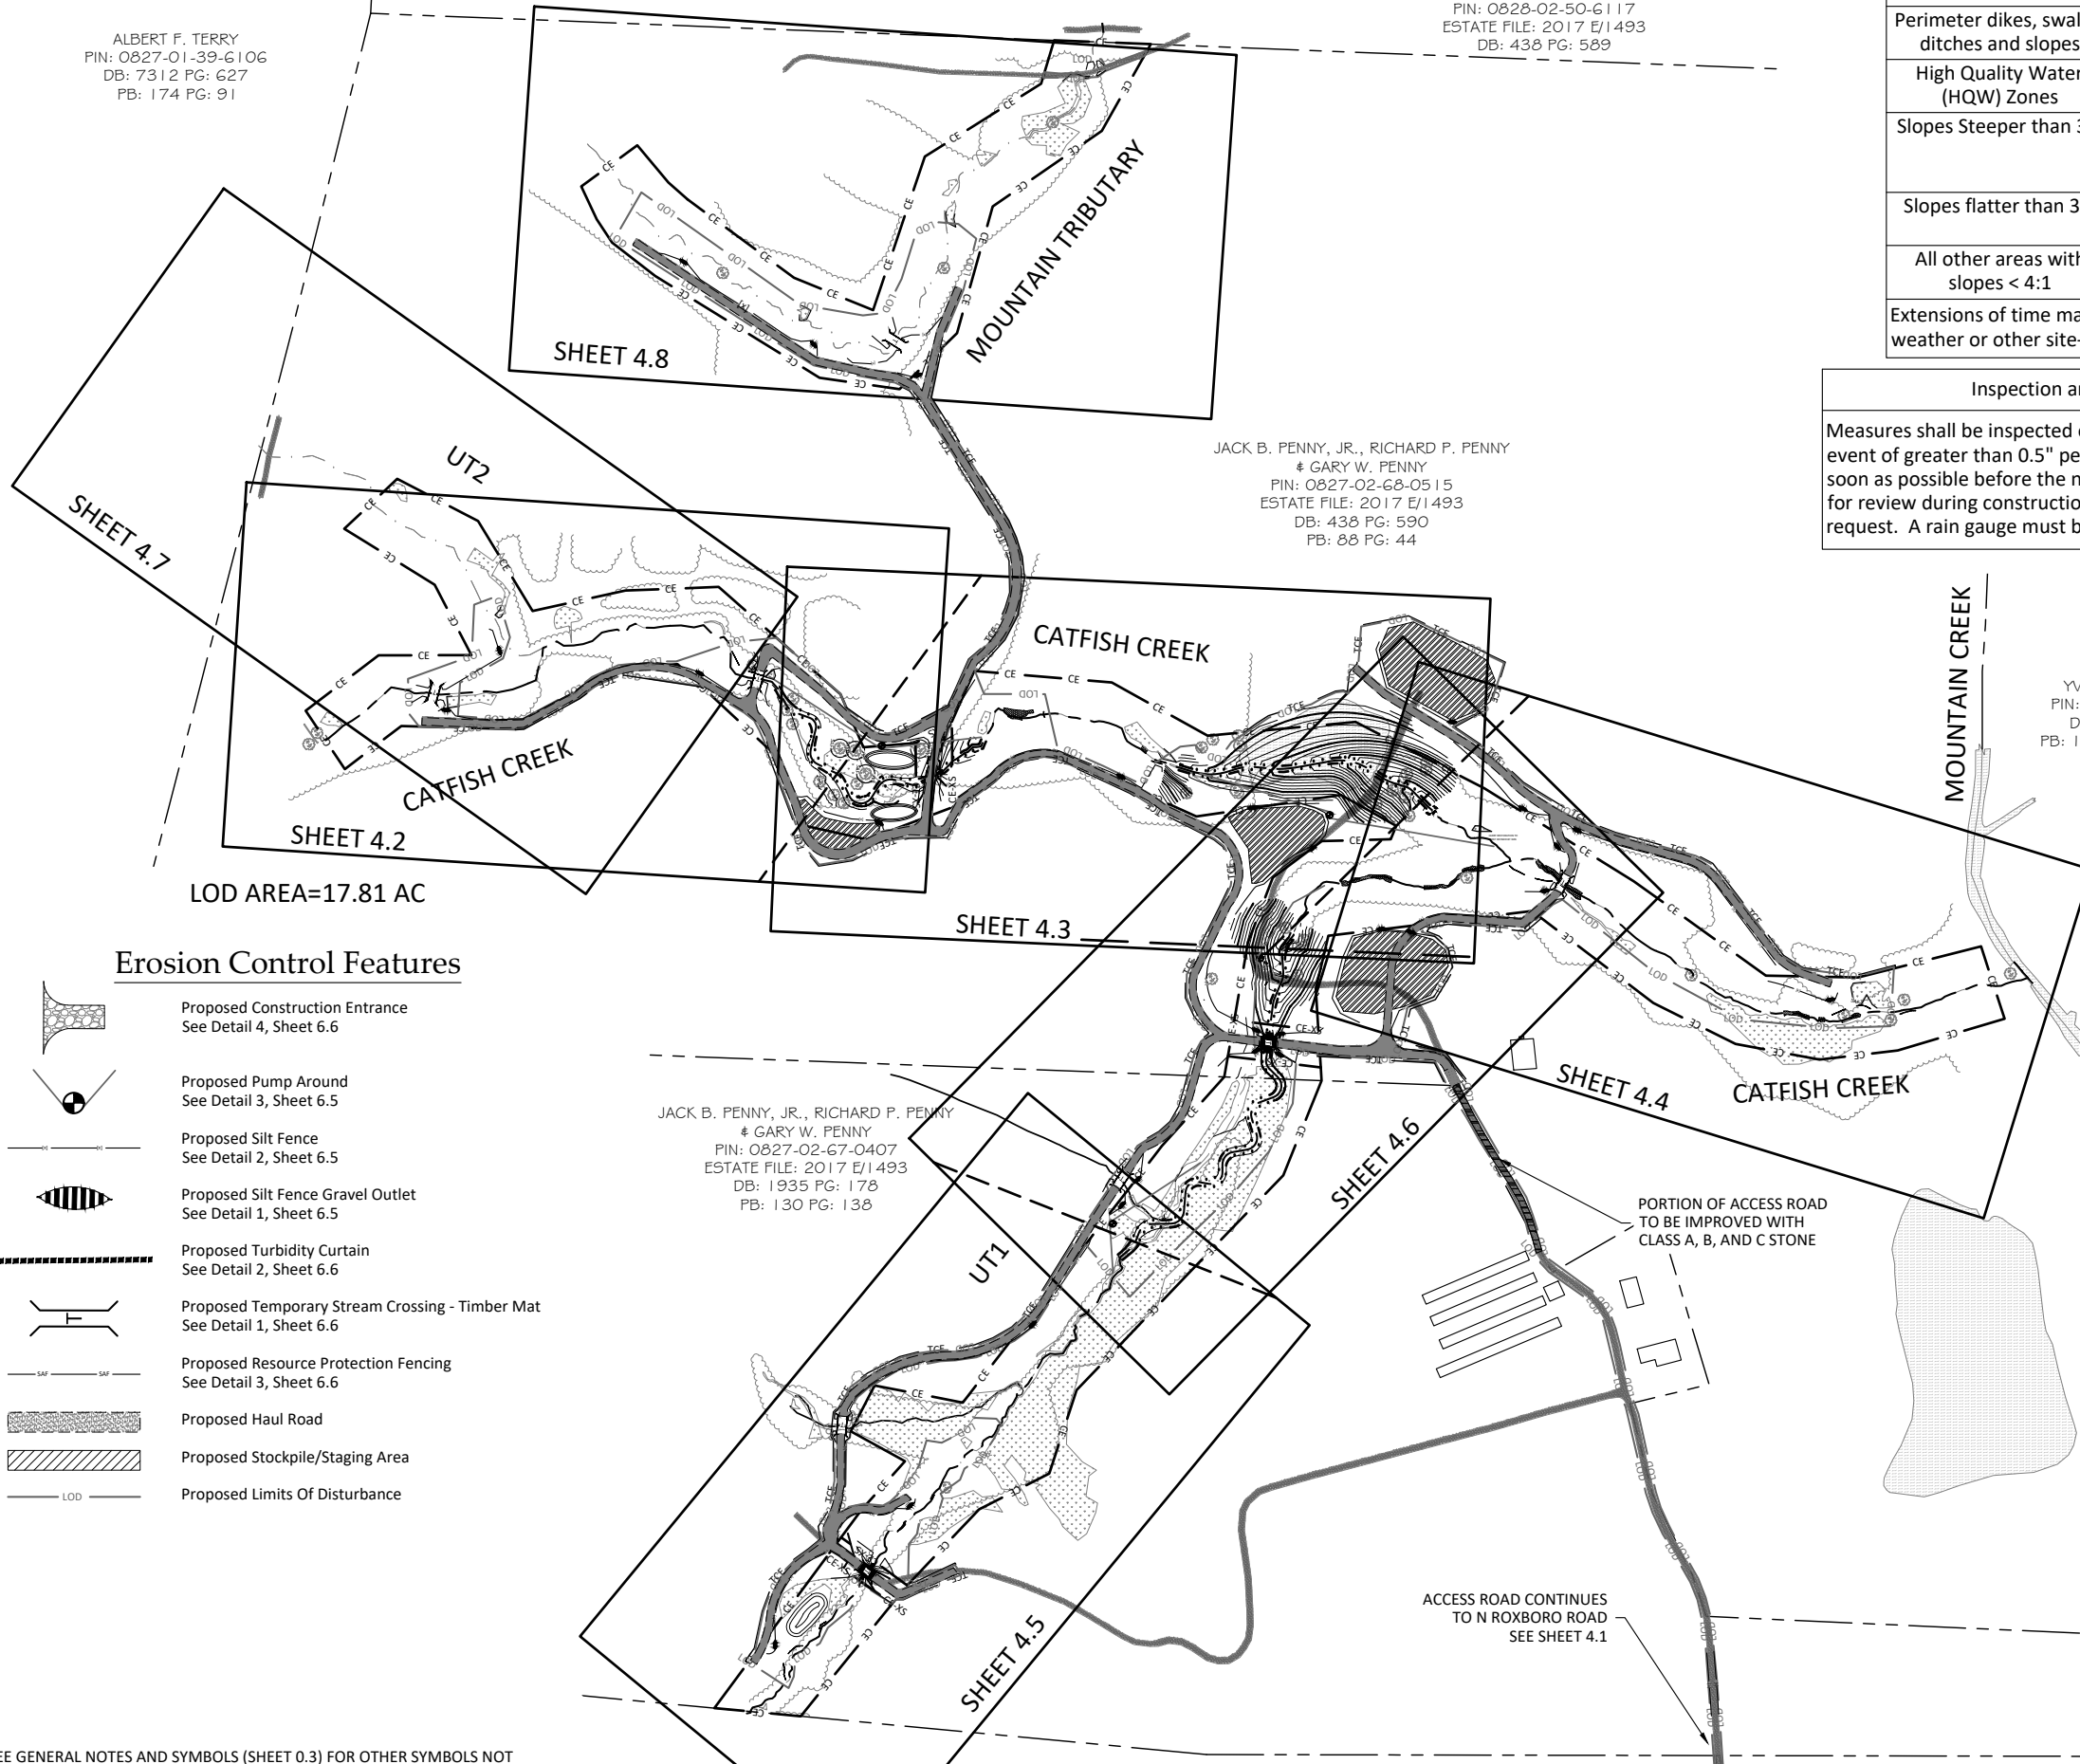 ALBERT F. TERRY
PIN: 0827-01-39-6106
DB: 7312 PG: 627
PB: 174 PG: 91
PIN: 0828-02-50-6117
ESTATE FILE: 2017 E/1493
DB: 438 PG: 589
Perimeter dikes, swal
ditches and slopes
High Quality Water
(HQW) Zones
Slopes Steeper than 3
Slopes flatter than 3
All other areas with
slopes < 4:1
Extensions of time ma
weather or other site-
Inspection a
Measures shall be inspected
event of greater than 0.5" pe
soon as possible before the n
for review during constructio
request. A rain gauge must b
MOUNTAIN TRIBUTARY
SHEET 4.8
UT2
SHEET 4.7
JACK B. PENNY, JR., RICHARD P. PENNY
& GARY W. PENNY
PIN: 0827-02-68-0515
ESTATE FILE: 2017 E/1493
DB: 438 PG: 590
PB: 88 PG: 44
CATFISH CREEK
MOUNTAIN CREEK
YV
PIN:
D
PB: 1
CATFISH CREEK
SHEET 4.2
LOD AREA=17.81 AC
SHEET 4.3
SHEET 4.4
CATFISH CREEK
SHEET 4.6
JACK B. PENNY, JR., RICHARD P. PENNY
& GARY W. PENNY
PIN: 0827-02-67-0407
ESTATE FILE: 2017 E/1493
DB: 1935 PG: 178
PB: 130 PG: 138
UT1
PORTION OF ACCESS ROAD
TO BE IMPROVED WITH
CLASS A, B, AND C STONE
SHEET 4.5
ACCESS ROAD CONTINUES
TO N ROXBORO ROAD
SEE SHEET 4.1
Erosion Control Features
Proposed Construction Entrance
See Detail 4, Sheet 6.6
Proposed Pump Around
See Detail 3, Sheet 6.5
Proposed Silt Fence
See Detail 2, Sheet 6.5
Proposed Silt Fence Gravel Outlet
See Detail 1, Sheet 6.5
Proposed Turbidity Curtain
See Detail 2, Sheet 6.6
Proposed Temporary Stream Crossing - Timber Mat
See Detail 1, Sheet 6.6
SAF SAF
Proposed Resource Protection Fencing
See Detail 3, Sheet 6.6
Proposed Haul Road
Proposed Stockpile/Staging Area
LOD
Proposed Limits Of Disturbance
EE GENERAL NOTES AND SYMBOLS (SHEET 0.3) FOR OTHER SYMBOLS NOT